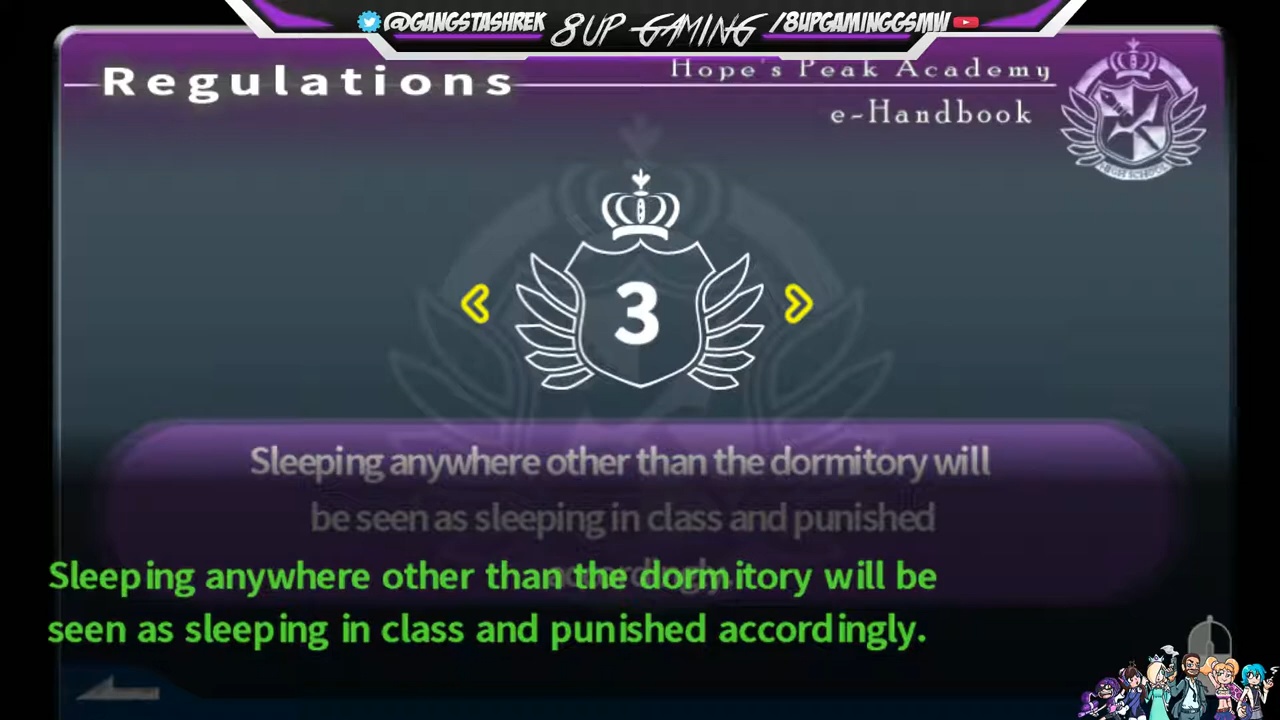 @GANGSTASHREK 8UP GAMING /8UPGAMINGGSMW
Regulations
Hope's Peak Academy
e-Handbook
3
Sleeping anywhere other than the dormitory will
be seen as sleeping in class and punished
accordingly.
Sleeping anywhere other than the dormitory will be
seen as sleeping in class and punished accordingly.